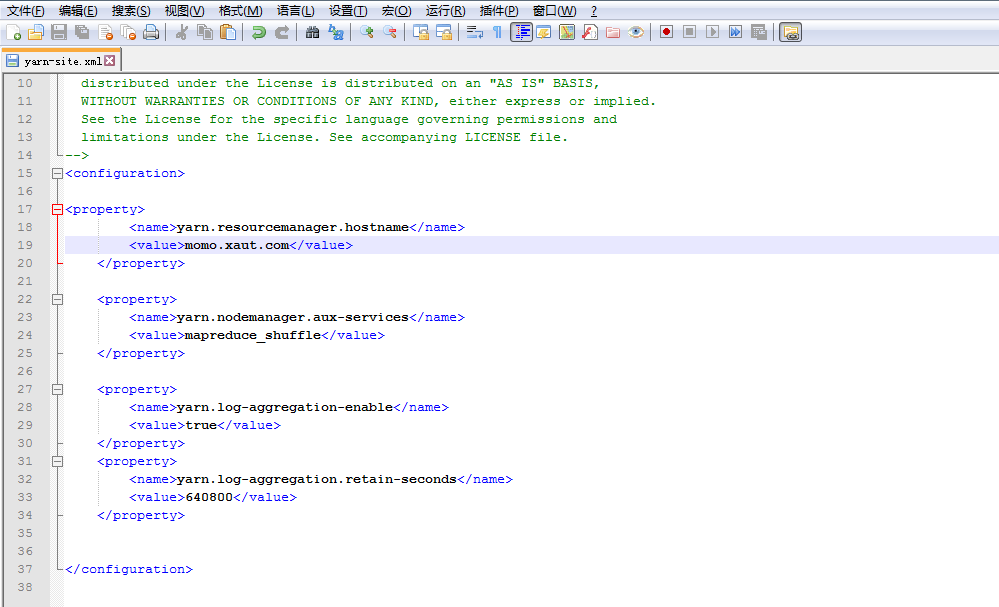 文件(F) 编辑(E) 搜索(S) 视图(V) 格式(M) 语言(L) 设置(T) 宏(O) 运行(R) 插件(P) 窗口(W) ?
yarn-site.xml
10 distributed under the License is distributed on an "AS IS" BASIS,
11 WITHOUT WARRANTIES OR CONDITIONS OF ANY KIND, either express or implied.
12 See the License for the specific language governing permissions and
13 limitations under the License. See accompanying LICENSE file.
14 -->
15 <configuration>
16
17 <property>
18 <name>yarn.resourcemanager.hostname</name>
19 <value>momo.xaut.com</value>
20 </property>
21
22 <property>
23 <name>yarn.nodemanager.aux-services</name>
24 <value>mapreduce_shuffle</value>
25 </property>
26
27 <property>
28 <name>yarn.log-aggregation-enable</name>
29 <value>true</value>
30 </property>
31 <property>
32 <name>yarn.log-aggregation.retain-seconds</name>
33 <value>640800</value>
34 </property>
35
36
37 </configuration>
38